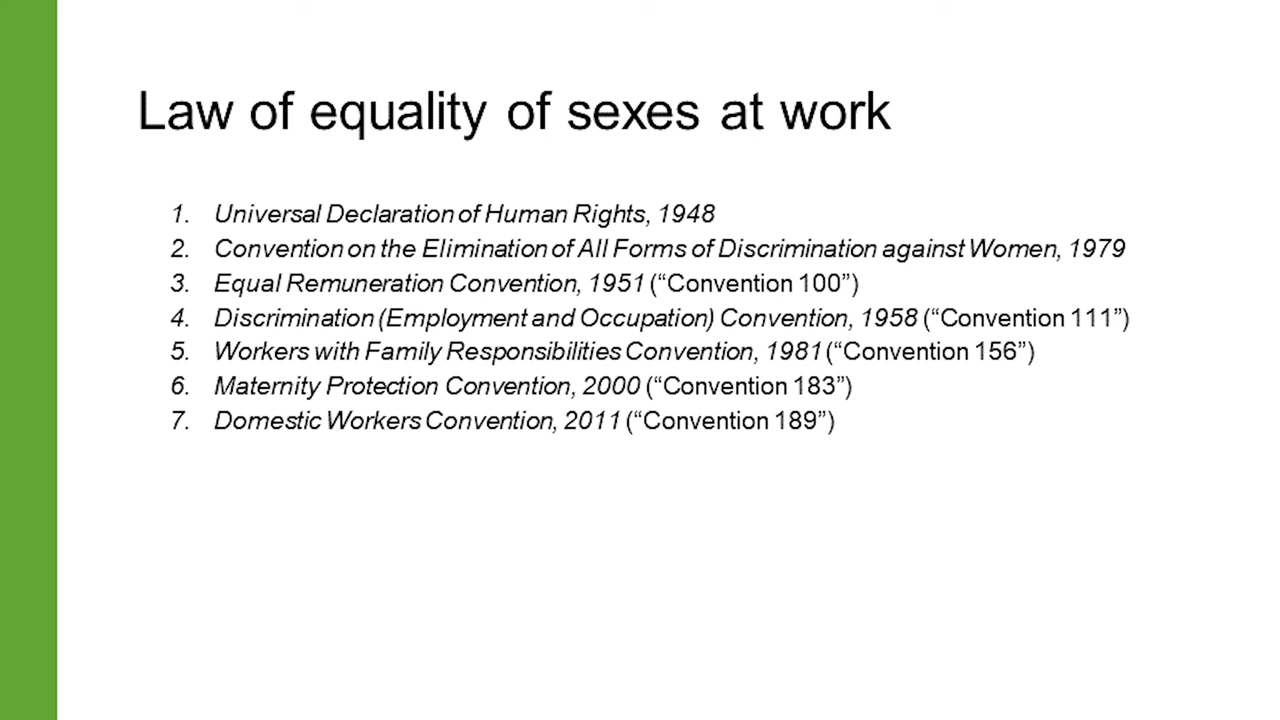 Law of equality of sexes at work
1. Universal Declaration of Human Rights, 1948
2. Convention on the Elimination of All Forms of Discrimination against Women, 1979
3. Equal Remuneration Convention, 1951 (“Convention 100”)
4. Discrimination (Employment and Occupation) Convention, 1958 (“Convention 111”)
5. Workers with Family Responsibilities Convention, 1981 (“Convention 156”)
6. Maternity Protection Convention, 2000 (“Convention 183”)
7. Domestic Workers Convention, 2011 (“Convention 189”)